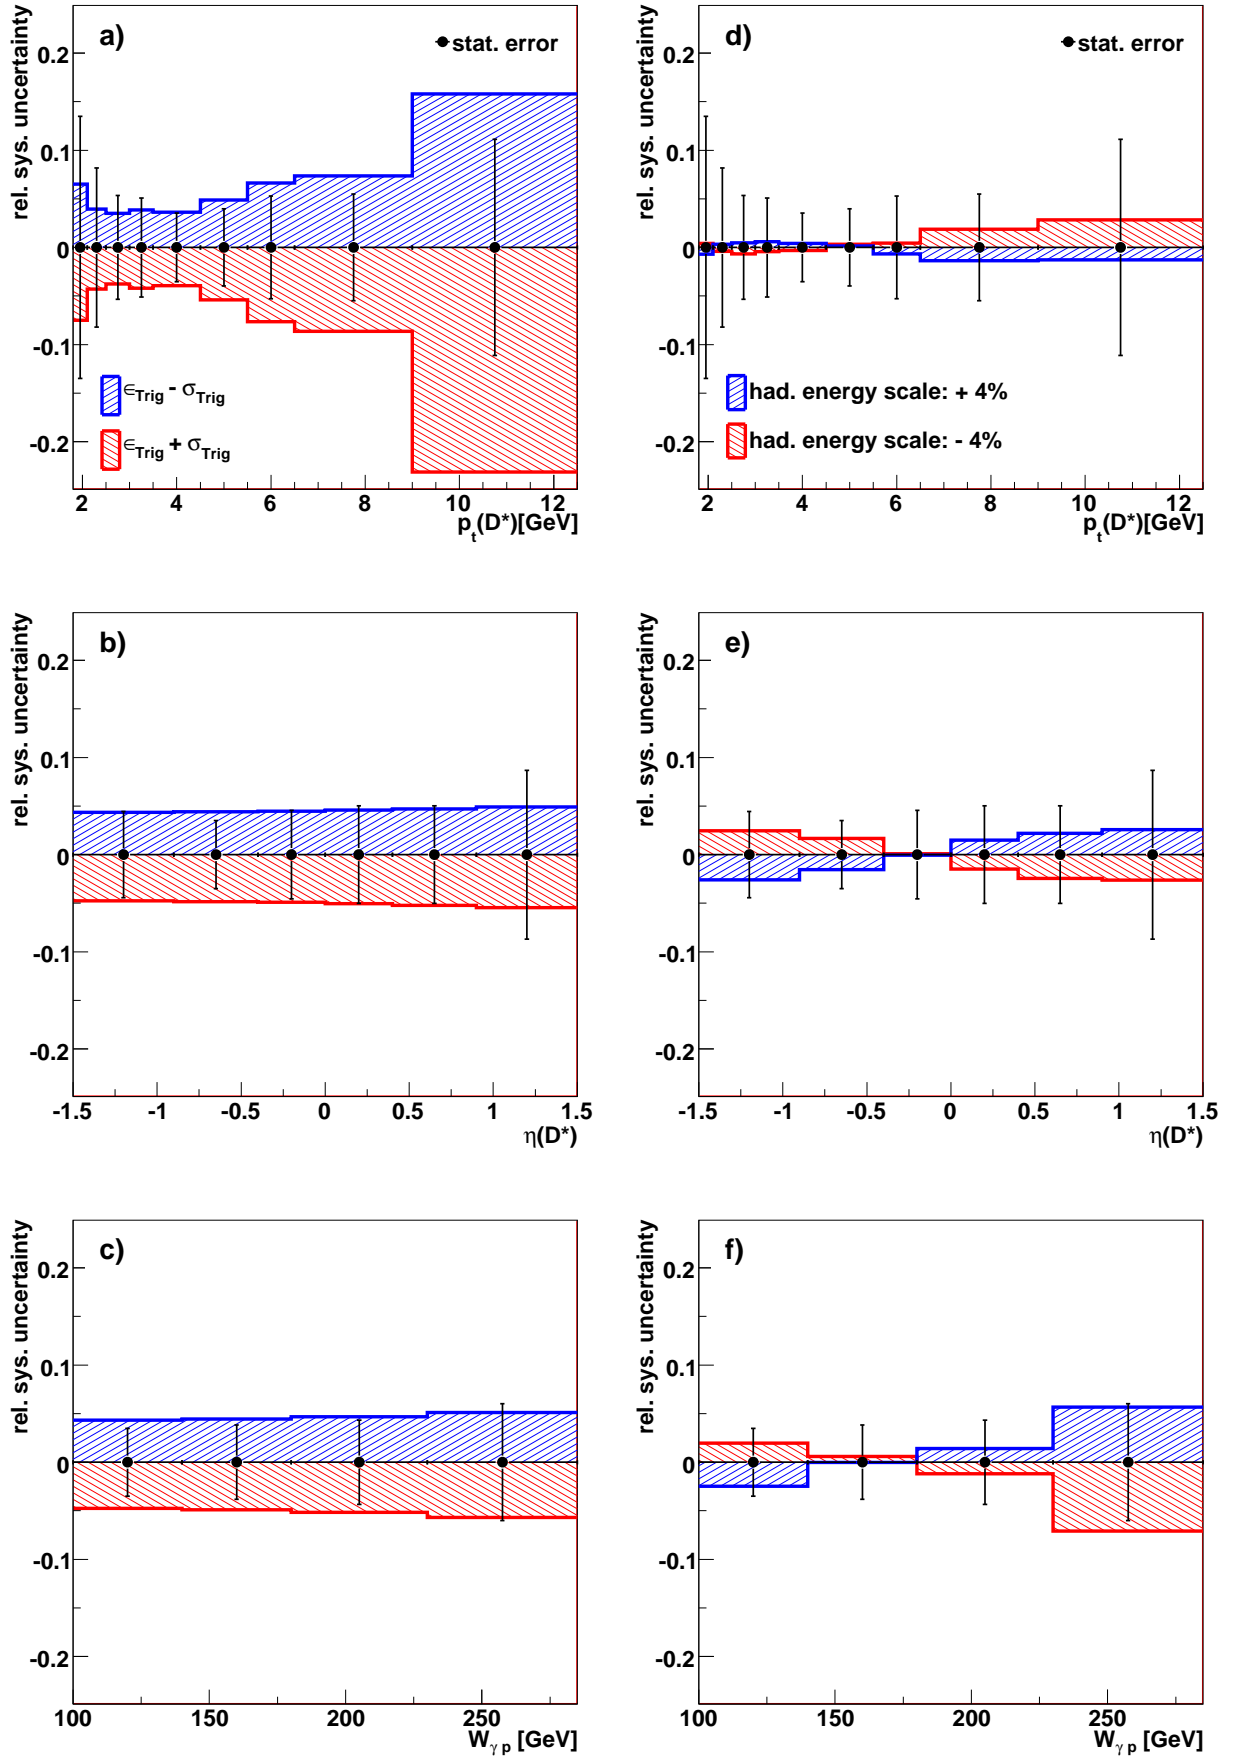 a)
stat. error
rel. sys. uncertainty
0.2
0.1
0
-0.1
-0.2
∈Trig - σTrig
∈Trig + σTrig
2 4 6 8 10 12
pt(D*)[GeV]
d)
stat. error
rel. sys. uncertainty
0.2
0.1
0
-0.1
-0.2
had. energy scale: + 4%
had. energy scale: - 4%
2 4 6 8 10 12
pt(D*)[GeV]
b)
rel. sys. uncertainty
0.2
0.1
0
-0.1
-0.2
-1.5 -1 -0.5 0 0.5 1 1.5
η(D*)
e)
rel. sys. uncertainty
0.2
0.1
0
-0.1
-0.2
-1.5 -1 -0.5 0 0.5 1 1.5
η(D*)
c)
rel. sys. uncertainty
0.2
0.1
0
-0.1
-0.2
100 150 200 250
Wγ p [GeV]
f)
rel. sys. uncertainty
0.2
0.1
0
-0.1
-0.2
100 150 200 250
Wγ p [GeV]